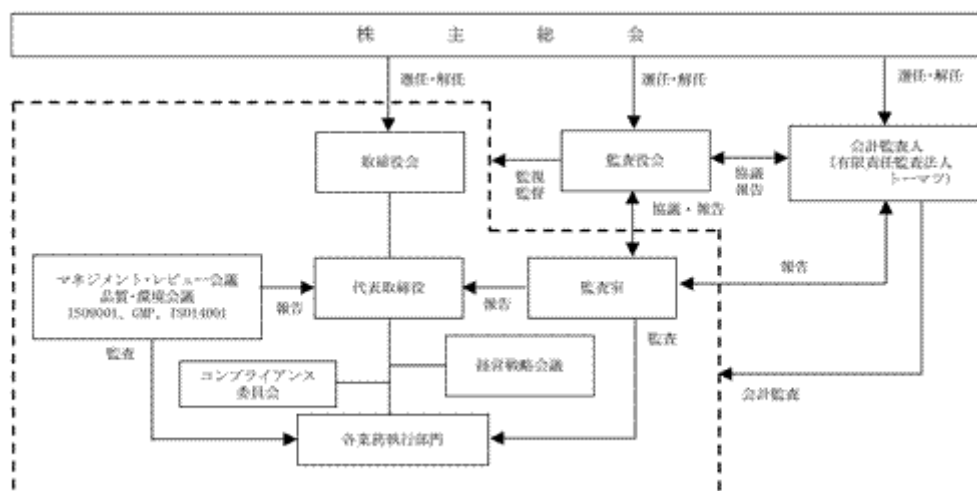 株主総会
選任・解任
選任・解任
選任・解任
取締役会
監視
監督
監査役会
協議
報告
会計監査人
(有限責任監査法人
トーマツ)
協議・報告
マネジメント・レビュー会議
品質・環境会議
ISO9001、GMP、ISO14001
報告
代表取締役
報告
監査室
報告
監査
監査
コンプライアンス
委員会
経営戦略会議
会計監査
各業務執行部門